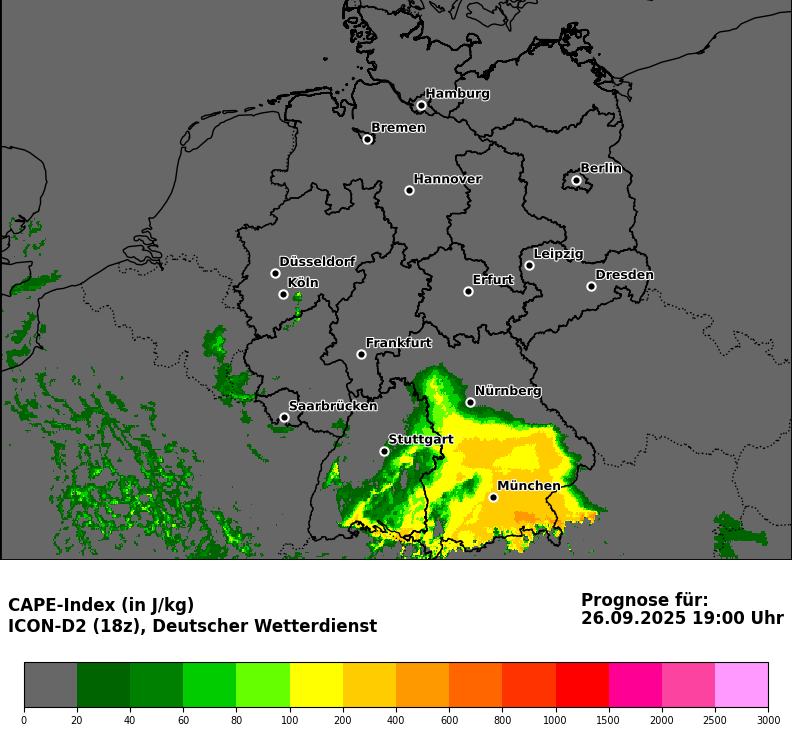 Hamburg
Bremen
Berlin
Hannover
Leipzig
Düsseldorf
Dresden
Köln
Erfurt
Frankfurt
Nürnberg
Saarbrücken
Stuttgart
München
CAPE-Index (in J/kg)
ICON-D2 (18z), Deutscher Wetterdienst
Prognose für:
26.09.2025 19:00 Uhr
0 20 40 60 80 100 200 400 600 800 1000 1500 2000 2500 3000